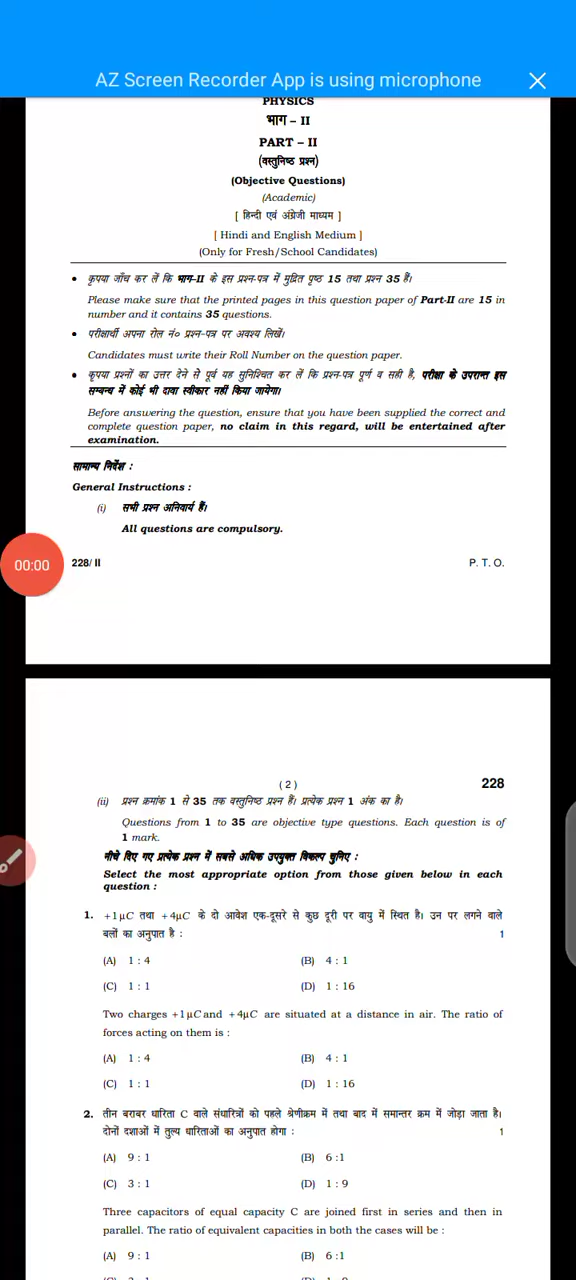 AZ Screen Recorder App is using microphone
PHYSICS
भाग – II
PART – II
(वस्तुनिष्ठ प्रश्न)
(Objective Questions)
(Academic)
[ हिन्दी एवं अंग्रेजी माध्यम ]
[ Hindi and English Medium ]
(Only for Fresh/School Candidates)
• कृपया जाँच कर लें कि भाग-II के इस प्रश्न-पत्र में मुद्रित पृष्ठ 15 तथा प्रश्न 35 हैं।
Please make sure that the printed pages in this question paper of Part-II are 15 in
number and it contains 35 questions.
• परीक्षार्थी अपना रोल नं० प्रश्न-पत्र पर अवश्य लिखें।
Candidates must write their Roll Number on the question paper.
• कृपया प्रश्नों का उत्तर देने से पूर्व यह सुनिश्चित कर लें कि प्रश्न-पत्र पूर्ण व सही है, परीक्षा के उपरान्त इस
सम्बन्ध में कोई भी दावा स्वीकार नहीं किया जायेगा।
Before answering the question, ensure that you have been supplied the correct and
complete question paper, no claim in this regard, will be entertained after
examination.
सामान्य निर्देश :
General Instructions :
(i) सभी प्रश्न अनिवार्य हैं।
All questions are compulsory.
00:00
228/ II P. T. O.
( 2 ) 228
(ii) प्रश्न क्रमांक 1 से 35 तक वस्तुनिष्ठ प्रश्न हैं। प्रत्येक प्रश्न 1 अंक का है।
Questions from 1 to 35 are objective type questions. Each question is of
1 mark.
नीचे दिए गए प्रत्येक प्रश्न में सबसे अधिक उपयुक्त विकल्प चुनिए :
Select the most appropriate option from those given below in each
question :
1. +1μC तथा +4μC के दो आवेश एक-दूसरे से कुछ दूरी पर वायु में स्थित है। उन पर लगने वाले
बलों का अनुपात है : 1
(A) 1 : 4 (B) 4 : 1
(C) 1 : 1 (D) 1 : 16
Two charges +1μC and +4μC are situated at a distance in air. The ratio of
forces acting on them is :
(A) 1 : 4 (B) 4 : 1
(C) 1 : 1 (D) 1 : 16
2. तीन बराबर धारिता C वाले संधारित्रों को पहले श्रेणीक्रम में तथा बाद में समान्तर क्रम में जोड़ा जाता है।
दोनों दशाओं में तुल्य धारिताओं का अनुपात होगा : 1
(A) 9 : 1 (B) 6 :1
(C) 3 : 1 (D) 1 : 9
Three capacitors of equal capacity C are joined first in series and then in
parallel. The ratio of equivalent capacities in both the cases will be :
(A) 9 : 1 (B) 6 :1
(C) 3 : 1 (D) 1 : 9